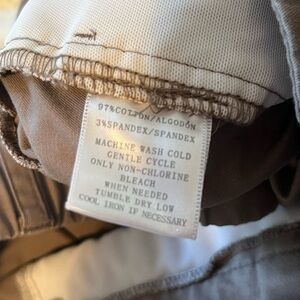 97%COTTON/ALGODÓN
3%SPANDEX/SPANDEX
MACHINE WASH COLD
GENTLE CYCLE
ONLY NON-CHLORINE
BLEACH
WHEN NEEDED
TUMBLE DRY LOW
COOL IRON IF NECESSARY